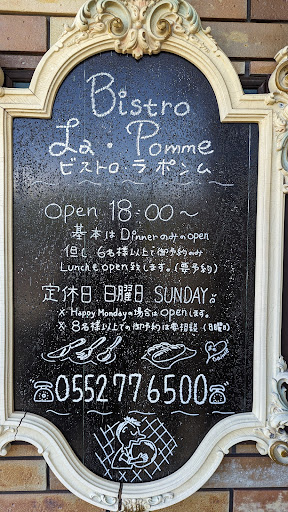 Bistro
La・Pomme
ビストロ ラ ポンム
open 18:00～
基本は Dinnerのみのopen
但し、6名様以上で御予約のみ
Lunchもopen致します。(要予約)
定休日、日曜日、SUNDAY。
※ Happy Mondayの場合はopenします。
※ 8名様以上での御予約は要相談(日曜日)
☎0552776500☎